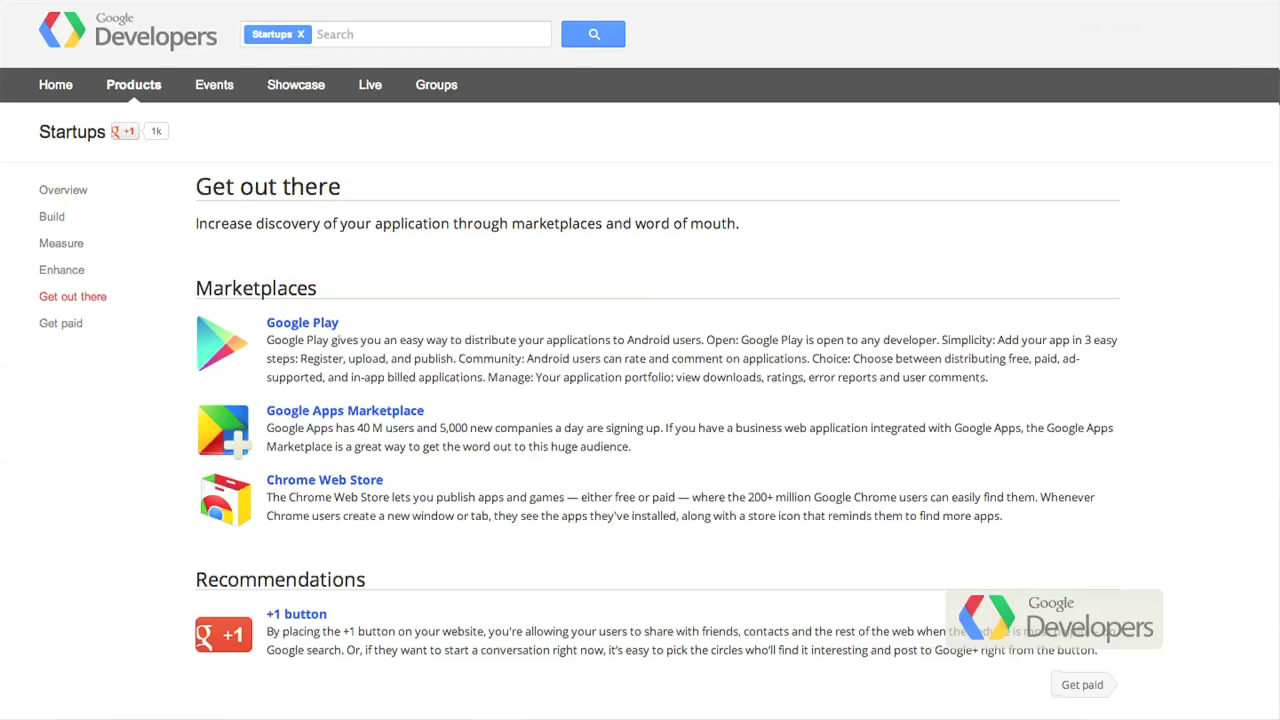 Google
Developers
Startups X Search
Home Products Events Showcase Live Groups
Startups g +1 1k
Overview
Build
Measure
Enhance
Get out there
Get paid
Get out there
Increase discovery of your application through marketplaces and word of mouth.
Marketplaces
Google Play
Google Play gives you an easy way to distribute your applications to Android users. Open: Google Play is open to any developer. Simplicity: Add your app in 3 easy
steps: Register, upload, and publish. Community: Android users can rate and comment on applications. Choice: Choose between distributing free, paid, ad-
supported, and in-app billed applications. Manage: Your application portfolio: view downloads, ratings, error reports and user comments.
Google Apps Marketplace
Google Apps has 40 M users and 5,000 new companies a day are signing up. If you have a business web application integrated with Google Apps, the Google Apps
Marketplace is a great way to get the word out to this huge audience.
Chrome Web Store
The Chrome Web Store lets you publish apps and games — either free or paid — where the 200+ million Google Chrome users can easily find them. Whenever
Chrome users create a new window or tab, they see the apps they've installed, along with a store icon that reminds them to find more apps.
Recommendations
+1 button
g +1
By placing the +1 button on your website, you're allowing your users to share with friends, contacts and the rest of the web when
Google search. Or, if they want to start a conversation right now, it's easy to pick the circles who'll find it interesting and post to Google+ right from the button.
Google
Developers
Get paid